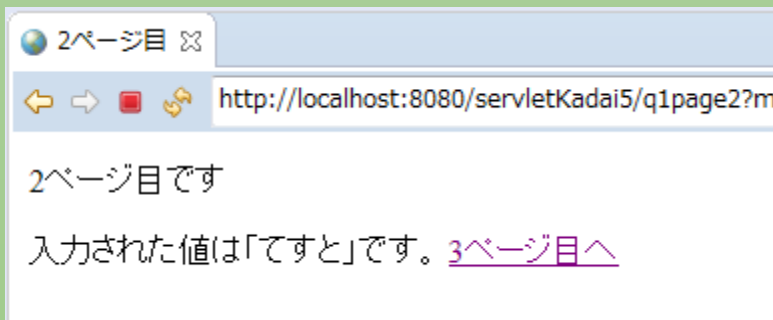 2ページ目
http://localhost:8080/servletKadai5/q1page2?m
2ページ目です
入力された値は「てすと」です。 3ページ目へ